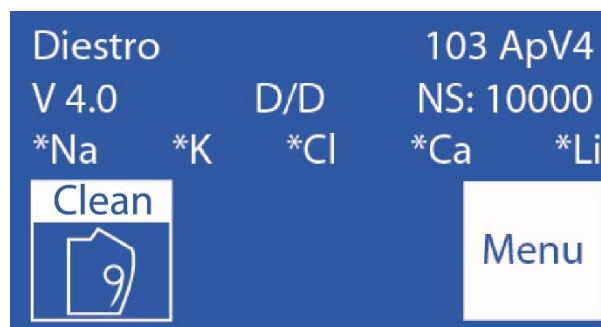 Diestro 103 ApV4
V 4.0 D/D NS: 10000
*Na *K *Cl *Ca *Li
Clean
9
Menu